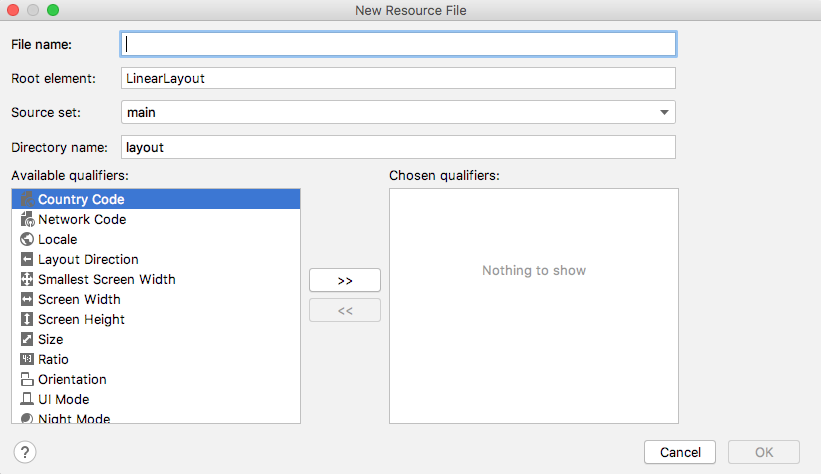 New Resource File
File name:
Root element: LinearLayout
Source set: main
Directory name: layout
Available qualifiers: Chosen qualifiers:
Country Code
Network Code
Locale
Layout Direction
Smallest Screen Width
Screen Width
Screen Height
Size
Ratio
Orientation
UI Mode
Night Mode
>>
<<
Nothing to show
? Cancel OK